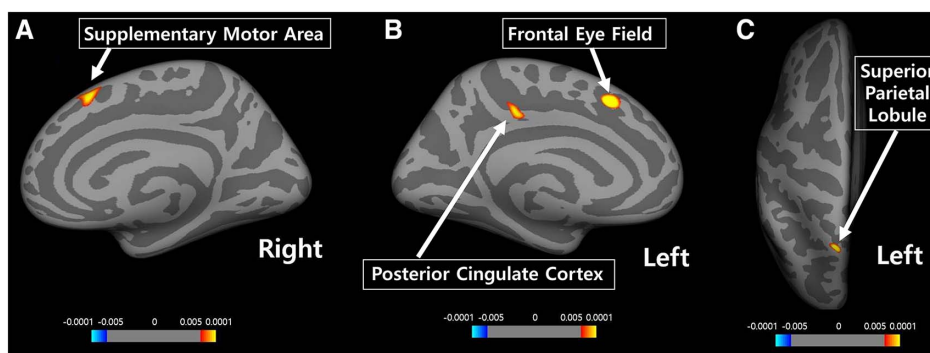 A
Supplementary Motor Area
Right
-0.0001 -0.005 0 0.005 0.0001
B
Frontal Eye Field
Posterior Cingulate Cortex
Left
-0.0001 -0.005 0 0.005 0.0001
C
Superior
Parietal
Lobule
Left
-0.0001 -0.005 0 0.005 0.0001